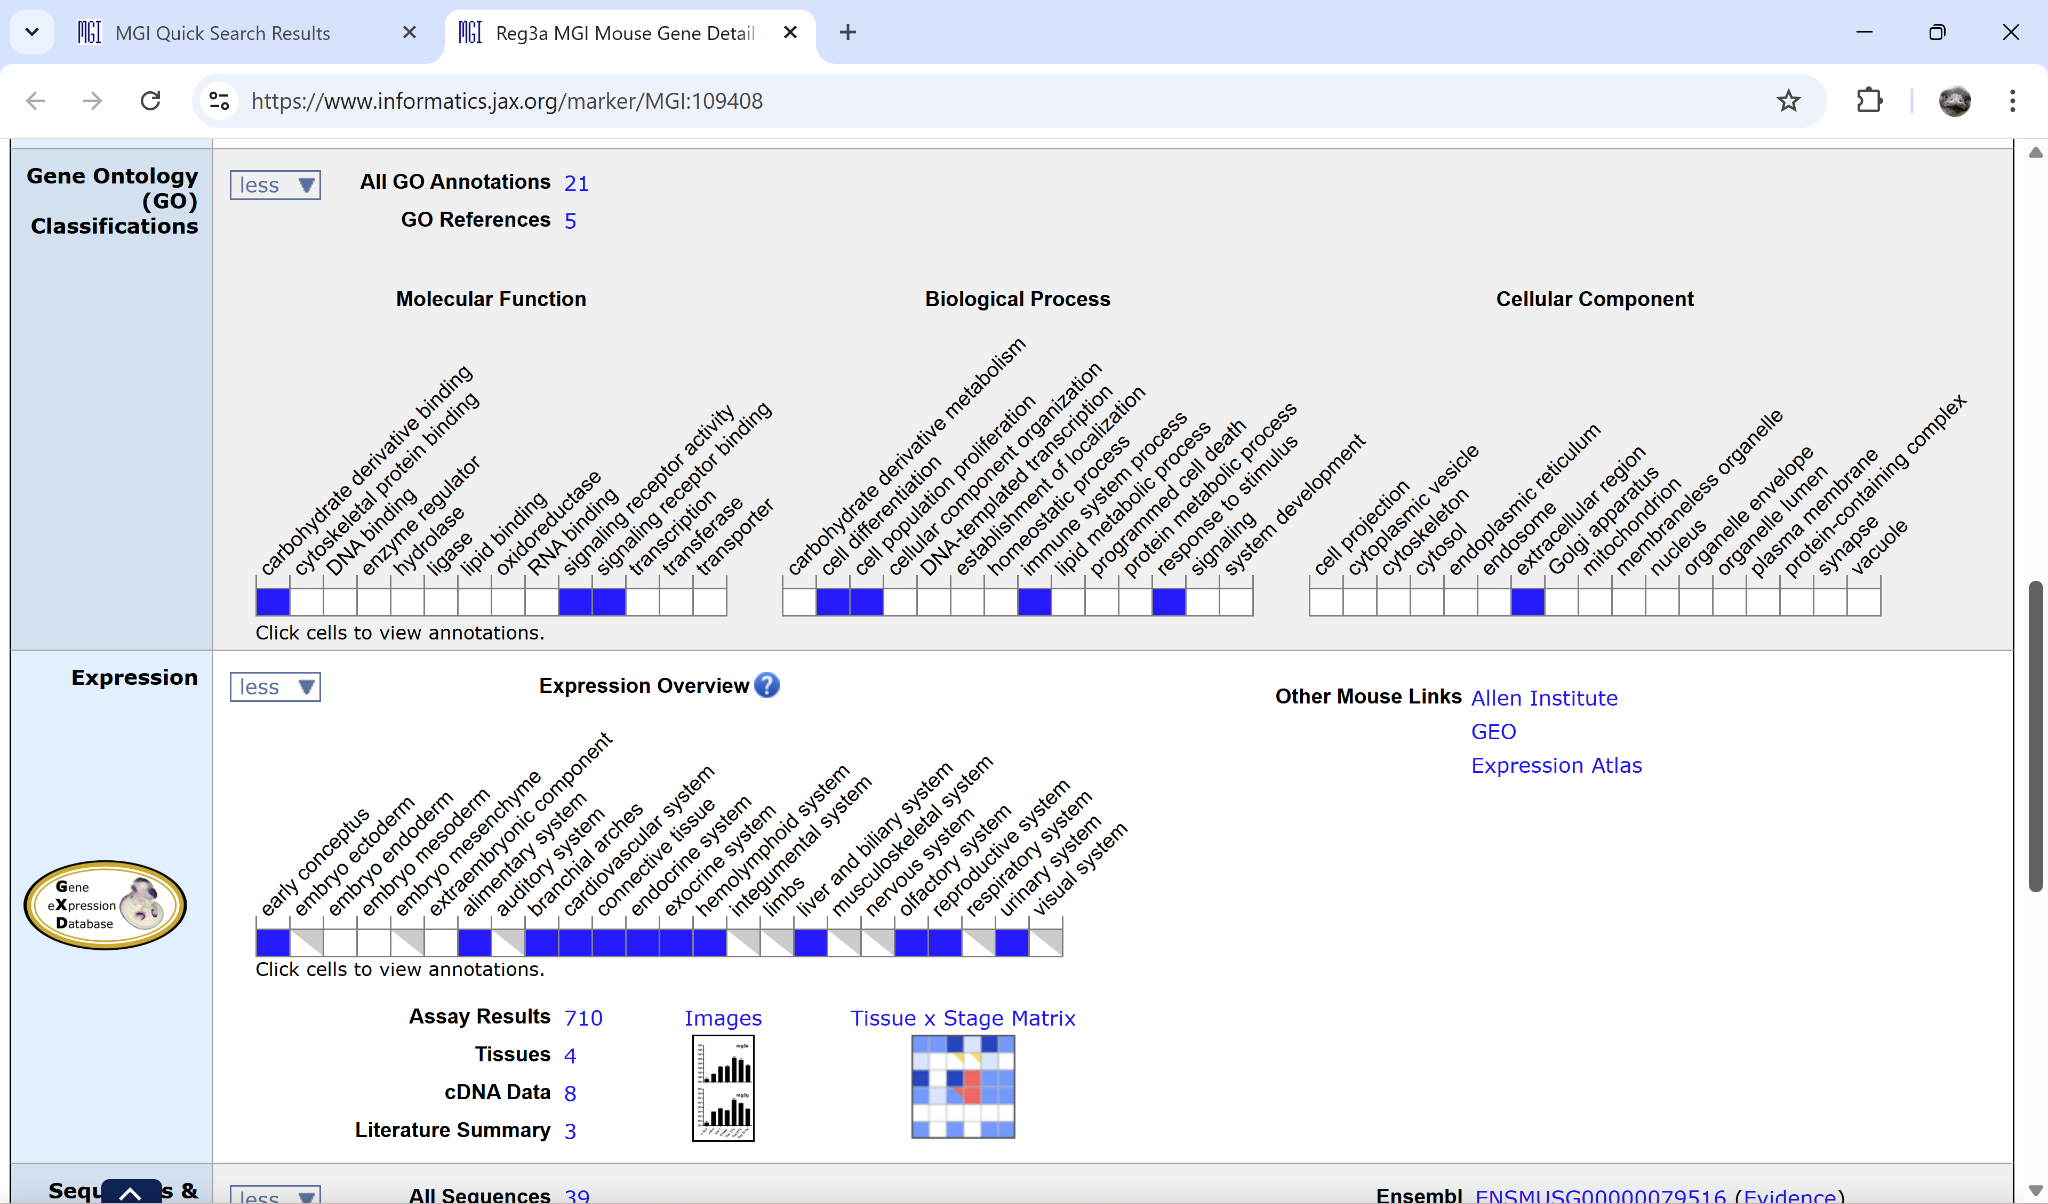 MGI MGI Quick Search Results
MGI Reg3a MGI Mouse Gene Detail
https://www.informatics.jax.org/marker/MGI:109408
Gene Ontology
(GO)
Classifications
less
All GO Annotations 21
GO References 5
Molecular Function
Biological Process
Cellular Component
carbohydrate derivative binding
cytoskeletal protein binding
DNA binding
enzyme regulator
hydrolase
ligase
lipid binding
oxidoreductase
RNA binding
signaling receptor activity
signaling receptor binding
transcription
transferase
transporter
carbohydrate derivative metabolism
cell differentiation
cell population proliferation
cellular component organization
DNA-templated transcription
establishment of localization
homeostatic process
immune system process
lipid metabolic process
programmed cell death
protein metabolic process
response to stimulus
signaling
system development
cell projection
cytoplasmic vesicle
cytoskeleton
cytosol
endoplasmic reticulum
endosome
extracellular region
Golgi apparatus
mitochondrion
membraneless organelle
nucleus
organelle envelope
organelle lumen
plasma membrane
protein-containing complex
synapse
vacuole
Click cells to view annotations.
Expression
less
Expression Overview ?
Other Mouse Links Allen Institute
GEO
Expression Atlas
early conceptus
embryo ectoderm
embryo endoderm
embryo mesoderm
embryo mesenchyme
extraembryonic component
alimentary system
auditory system
branchial arches
cardiovascular system
connective tissue
endocrine system
exocrine system
hemolymphoid system
integumental system
limbs
liver and biliary system
musculoskeletal system
nervous system
olfactory system
reproductive system
respiratory system
urinary system
visual system
Gene
eXpression
Database
Click cells to view annotations.
Assay Results 710
Tissues 4
cDNA Data 8
Literature Summary 3
Images
Tissue x Stage Matrix
less
All Sequences 39
Ensembl ENSMUSG00000079516 (Evidence)